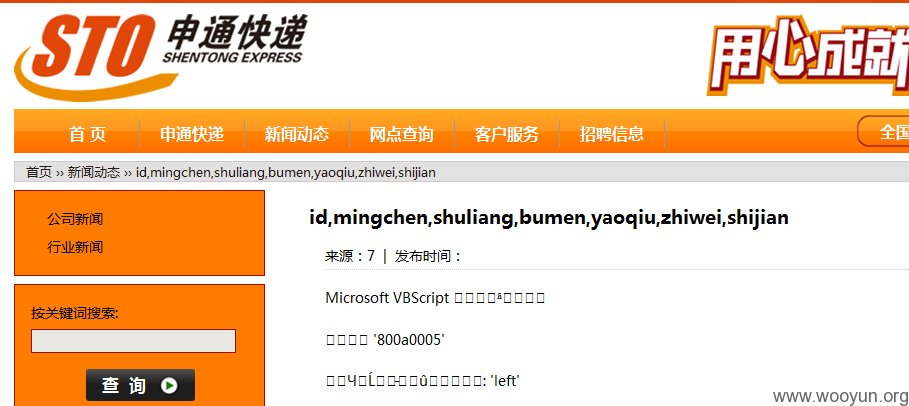 STO 申通快递
SHENTONG EXPRESS
用心成就
首 页 申通快递 新闻动态 网点查询 客户服务 招聘信息 全国
首页 ›› 新闻动态 ›› id,mingchen,shuliang,bumen,yaoqiu,zhiwei,shijian
公司新闻
行业新闻
按关键词搜索:
查 询
id,mingchen,shuliang,bumen,yaoqiu,zhiwei,shijian
来源：7 | 发布时间：
Microsoft VBScript
'800a0005'
: 'left'
www.wooyun.org